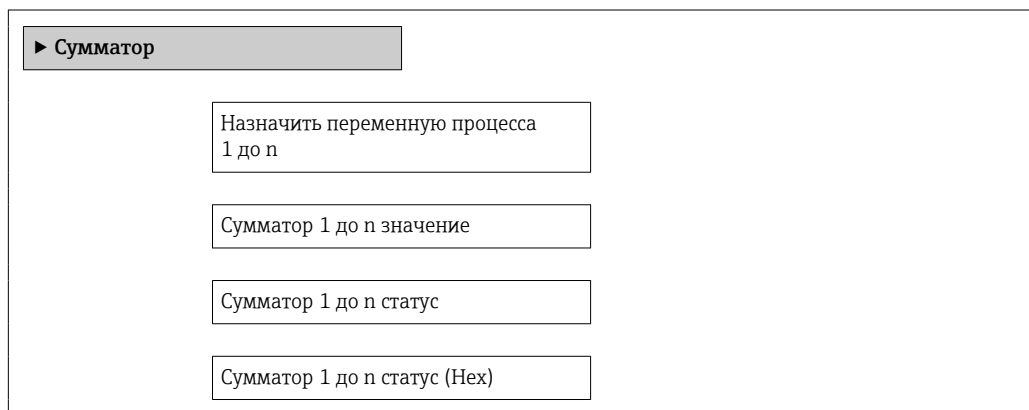 ▶ Сумматор
Назначить переменную процесса
1 до n
Сумматор 1 до n значение
Сумматор 1 до n статус
Сумматор 1 до n статус (Hex)